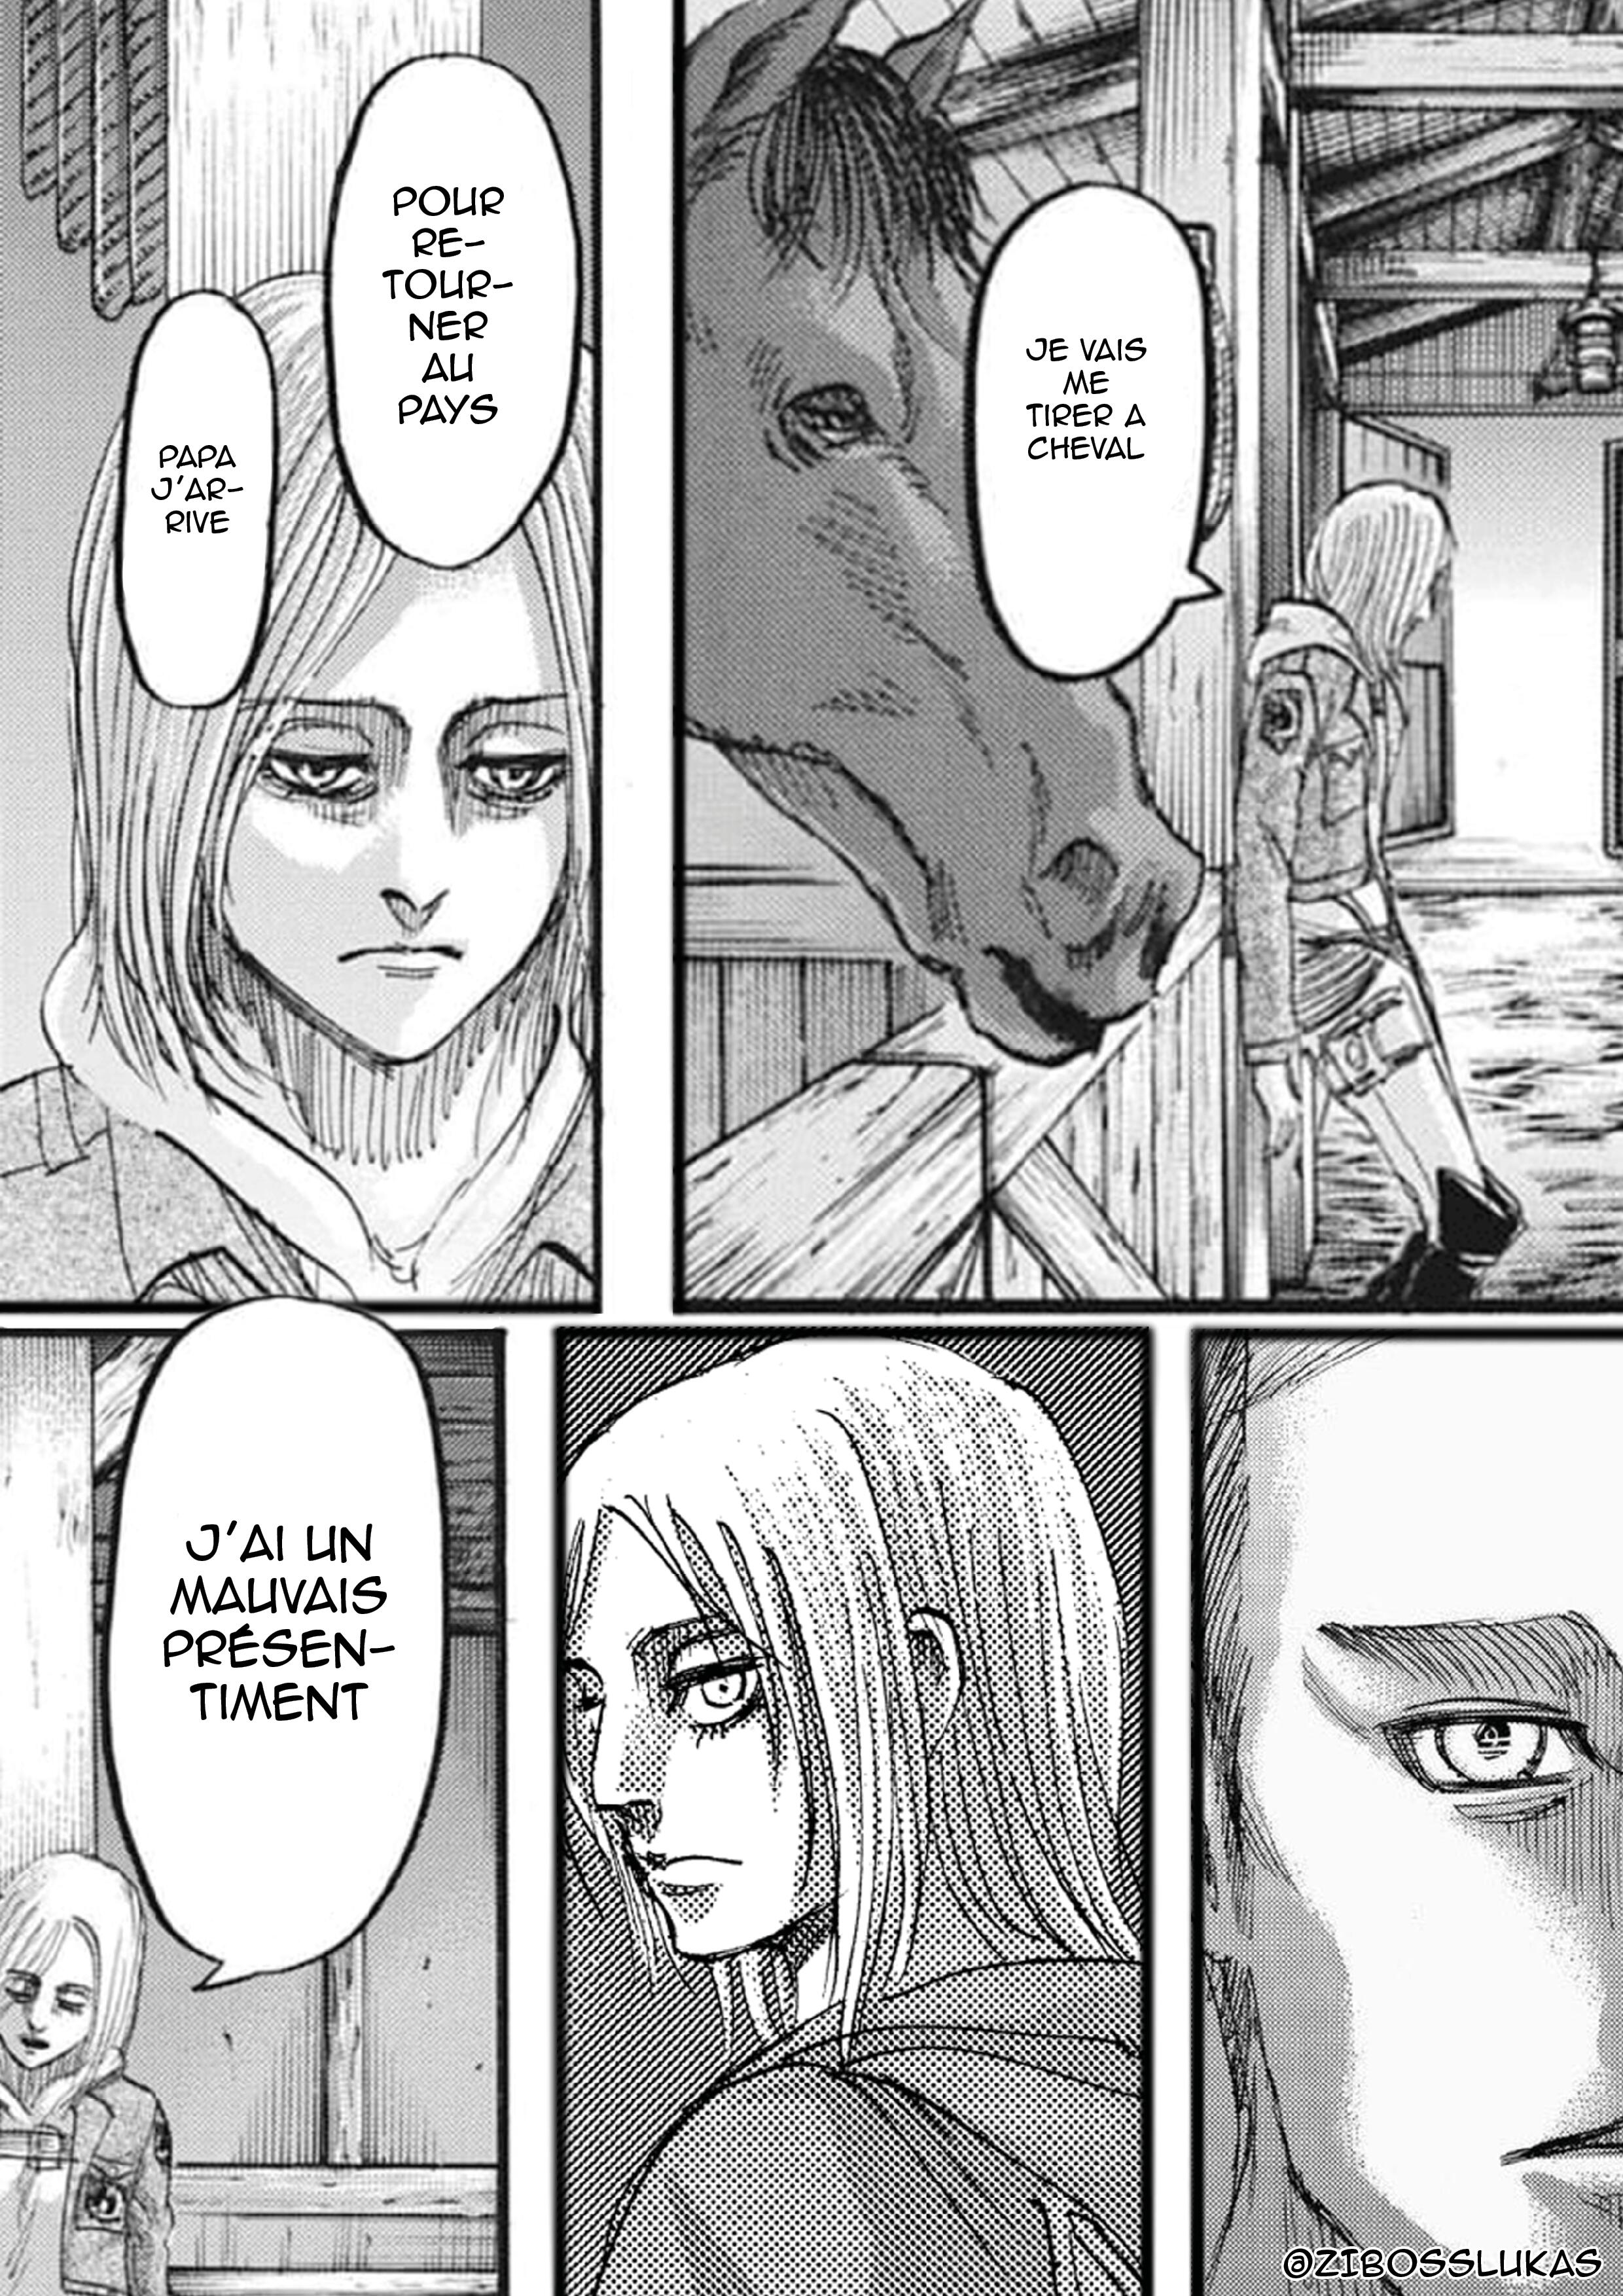 JE VAIS
ME
TIRER A
CHEVAL
POUR
RE-
TOUR-
NER
AU
PAYS
PAPA
J'AR-
RIVE
J'AI UN
MAUVAIS
PRÉSEN-
TIMENT
@ZIBOSSLUKAS